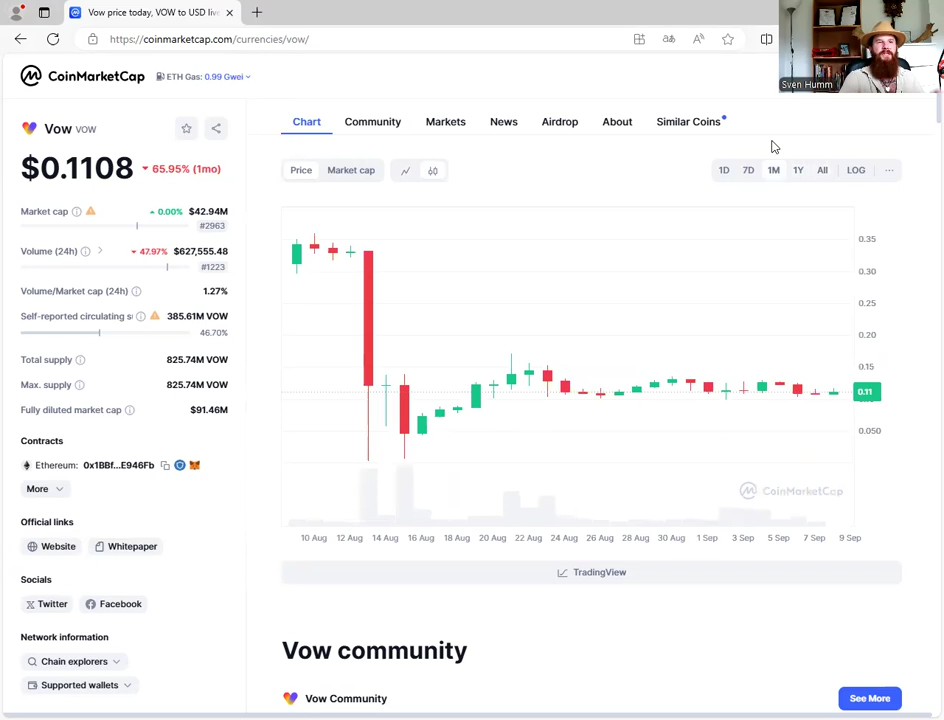 Vow price today, VOW to USD live
https://coinmarketcap.com/currencies/vow/
Sven Humm
CoinMarketCap
ETH Gas: 0.99 Gwei
Vow VOW
$0.1108 65.95% (1mo)
Market cap 0.00% $42.94M
#2963
Volume (24h) 47.97% $627,555.48
#1223
Volume/Market cap (24h) 1.27%
Self-reported circulating s 385.61M VOW
46.70%
Total supply 825.74M VOW
Max. supply 825.74M VOW
Fully diluted market cap $91.46M
Contracts
Ethereum: 0x1BBf...E946Fb
More
Official links
Website Whitepaper
Socials
Twitter Facebook
Network information
Chain explorers
Supported wallets
Chart Community Markets News Airdrop About Similar Coins
Price Market cap 1D 7D 1M 1Y All LOG ...
0.35
0.30
0.25
0.20
0.15
0.11
0.050
CoinMarketCap
10 Aug 12 Aug 14 Aug 16 Aug 18 Aug 20 Aug 22 Aug 24 Aug 26 Aug 28 Aug 30 Aug 1 Sep 3 Sep 5 Sep 7 Sep 9 Sep
TradingView
Vow community
Vow Community See More